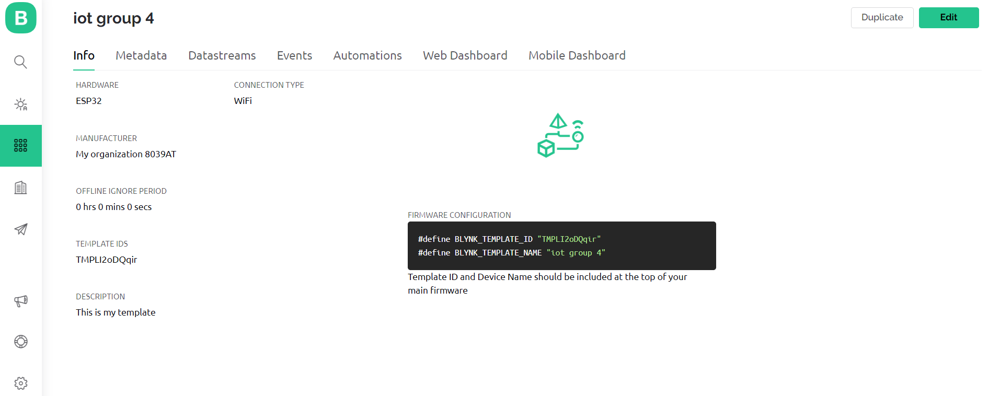 B
iot group 4
Duplicate
Edit
Info Metadata Datastreams Events Automations Web Dashboard Mobile Dashboard
HARDWARE
ESP32
CONNECTION TYPE
WiFi
MANUFACTURER
My organization 8039AT
OFFLINE IGNORE PERIOD
0 hrs 0 mins 0 secs
TEMPLATE IDS
TMPLI2oDQqir
DESCRIPTION
This is my template
FIRMWARE CONFIGURATION
#define BLYNK_TEMPLATE_ID "TMPLI2oDQqir"
#define BLYNK_TEMPLATE_NAME "iot group 4"
Template ID and Device Name should be included at the top of your
main firmware